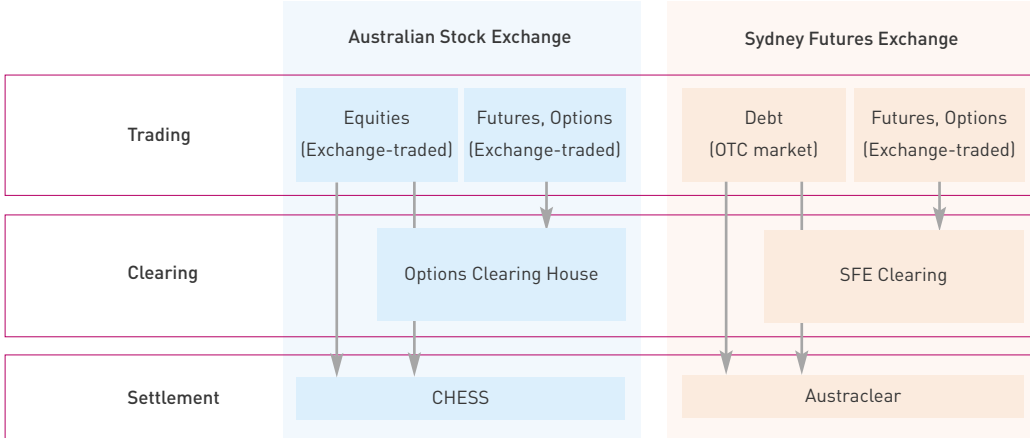 Australian Stock Exchange
Sydney Futures Exchange
Trading
Equities
(Exchange-traded)
Futures, Options
(Exchange-traded)
Debt
(OTC market)
Futures, Options
(Exchange-traded)
Clearing
Options Clearing House
SFE Clearing
Settlement
CHESS
Austraclear